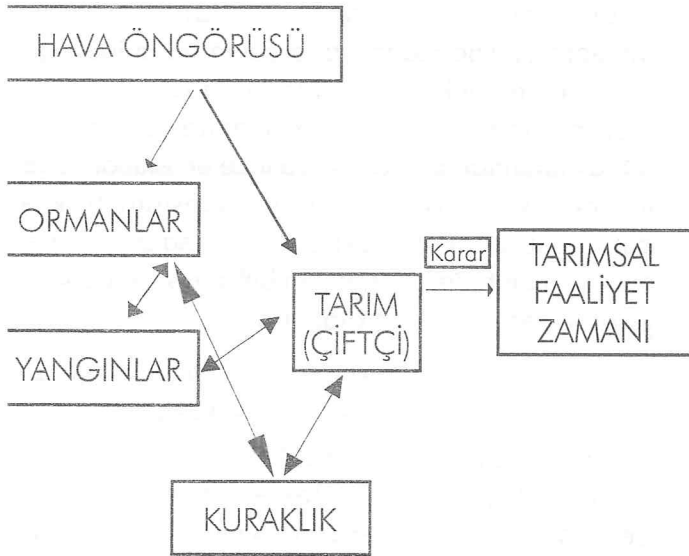 HAVA ÖNGÖRÜSÜ
ORMANLAR
Karar
TARIMSAL
FAALİYET
ZAMANI
TARIM
(ÇİFTÇİ)
YANGINLAR
KURAKLIK